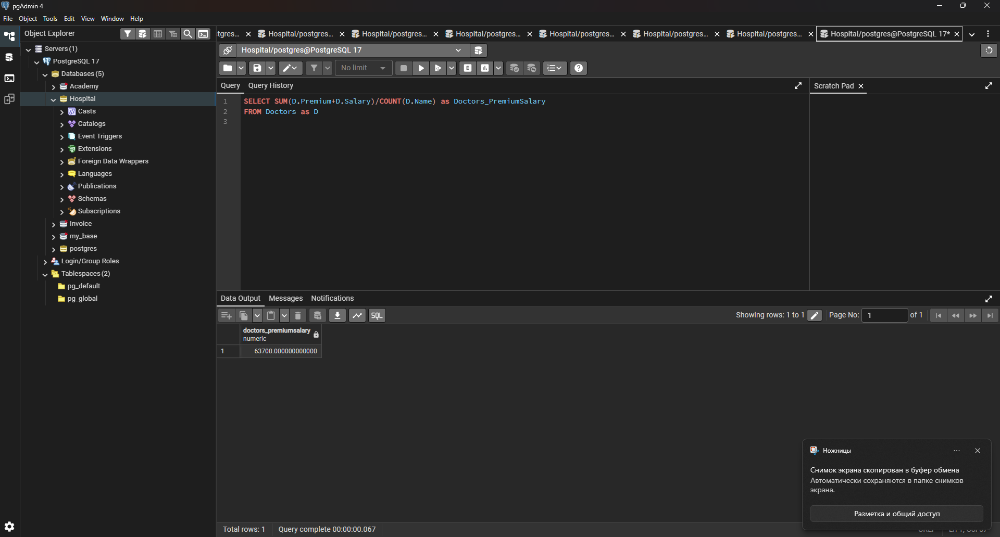 pgAdmin 4
File Object Tools Edit View Window Help
Object Explorer
tgres...
Hospital/postgres...
Hospital/postgres...
Hospital/postgres...
Hospital/postgres...
Hospital/postgres...
Hospital/postgres...
Hospital/postgres@PostgreSQL 17*
Servers (1)
PostgreSQL 17
Databases (5)
Academy
Hospital
Casts
Catalogs
Event Triggers
Extensions
Foreign Data Wrappers
Languages
Publications
Schemas
Subscriptions
Invoice
my_base
postgres
Login/Group Roles
Tablespaces (2)
pg_default
pg_global
Hospital/postgres@PostgreSQL 17
No limit
E
Query Query History
Scratch Pad
1 SELECT SUM(D.Premium+D.Salary)/COUNT(D.Name) as Doctors_PremiumSalary
2 FROM Doctors as D
3
Data Output Messages Notifications
SQL
Showing rows: 1 to 1
Page No: 1 of 1
doctors_premiumsalary
numeric
1 63700.000000000000
Ножницы
Снимок экрана скопирован в буфер обмена
Автоматически сохраняются в папке снимков
экрана.
Разметка и общий доступ
Total rows: 1
Query complete 00:00:00.067